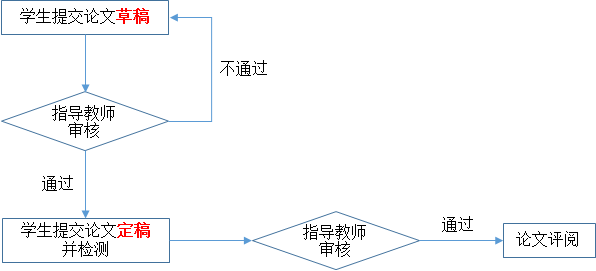 学生提交论文草稿
不通过
指导教师
审核
通过
学生提交论文定稿
并检测
指导教师
审核
通过
论文评阅